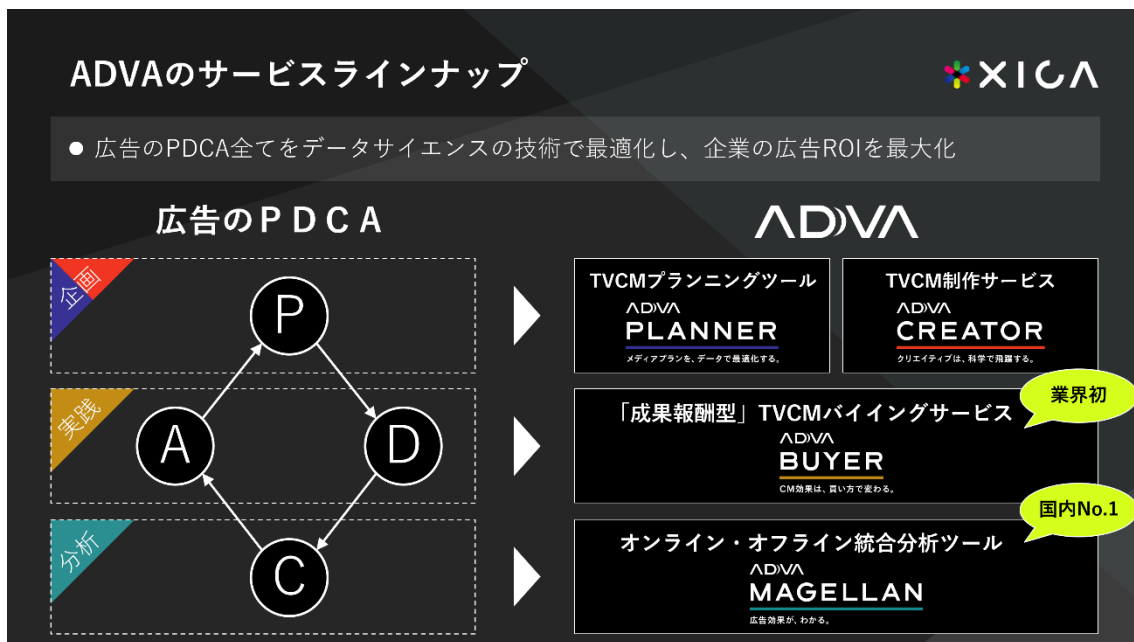 ADVAのサービスラインナップ
XICA
● 広告のPDCA全てをデータサイエンスの技術で最適化し、企業の広告ROIを最大化
広告のPDCA
ADVA
企画
P
TVCMプランニングツール
ADVA
PLANNER
メディアプランを、データで最適化する。
TVCM制作サービス
ADVA
CREATOR
クリエイティブは、科学で飛躍する。
実践
A
D
業界初
「成果報酬型」TVCMバイイングサービス
ADVA
BUYER
CM効果は、買い方で変わる。
分析
C
国内No.1
オンライン・オフライン統合分析ツール
ADVA
MAGELLAN
広告効果が、わかる。